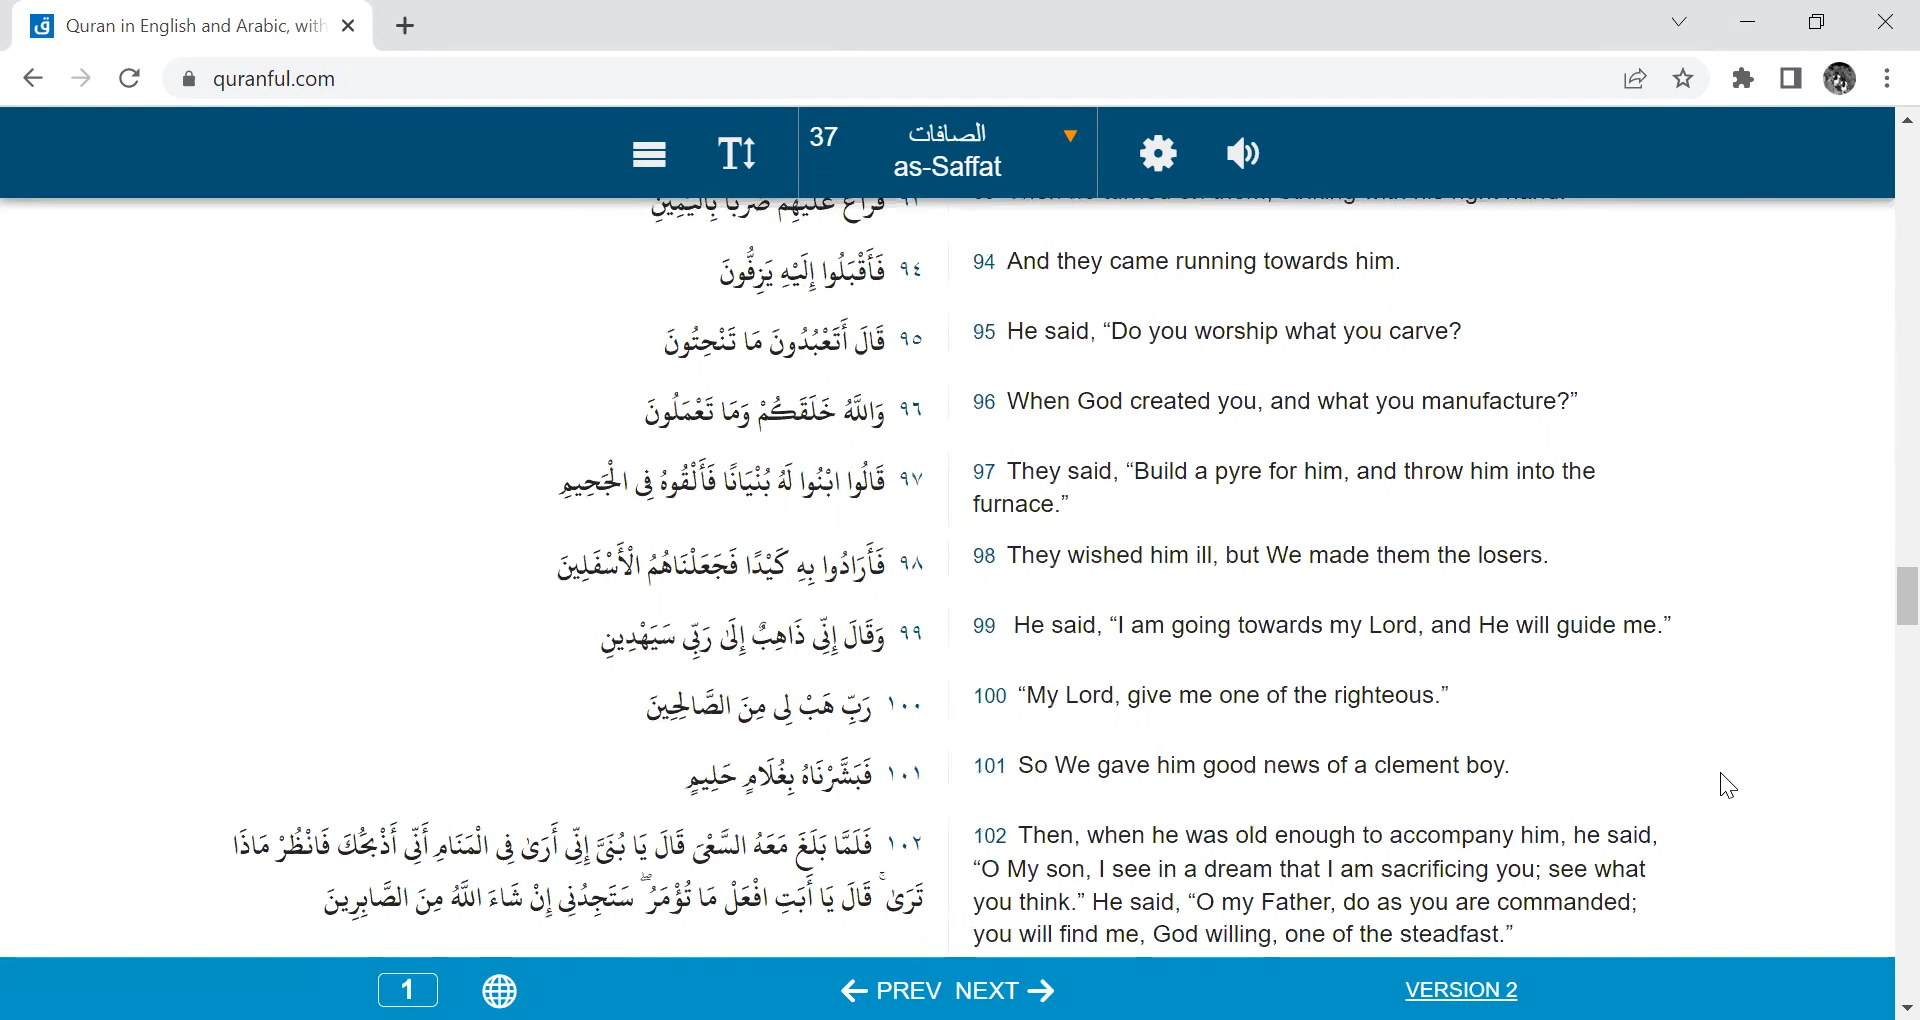 Quran in English and Arabic, with
quranful.com
37
الصافات
as-Saffat
٩٤ فَأَقْبَلُوا إِلَيْهِ يَزِفُّونَ
94 And they came running towards him.
٩٥ قَالَ أَتَعْبُدُونَ مَا تَنْحِتُونَ
95 He said, “Do you worship what you carve?
٩٦ وَاللَّهُ خَلَقَكُمْ وَمَا تَعْمَلُونَ
96 When God created you, and what you manufacture?”
٩٧ قَالُوا ابْنُوا لَهُ بُنْيَانًا فَأَلْقُوهُ فِي الْجَحِيمِ
97 They said, “Build a pyre for him, and throw him into the
furnace.”
٩٨ فَأَرَادُوا بِهِ كَيْدًا فَجَعَلْنَاهُمُ الْأَسْفَلِينَ
98 They wished him ill, but We made them the losers.
٩٩ وَقَالَ إِنِّي ذَاهِبٌ إِلَىٰ رَبِّي سَيَهْدِينِ
99 He said, “I am going towards my Lord, and He will guide me.”
١٠٠ رَبِّ هَبْ لِي مِنَ الصَّالِحِينَ
100 “My Lord, give me one of the righteous.”
١٠١ فَبَشَّرْنَاهُ بِغُلَامٍ حَلِيمٍ
101 So We gave him good news of a clement boy.
١٠٢ فَلَمَّا بَلَغَ مَعَهُ السَّعْيَ قَالَ يَا بُنَيَّ إِنِّي أَرَىٰ فِي الْمَنَامِ أَنِّي أَذْبَحُكَ فَانْظُرْ مَاذَا
تَرَىٰ ۚ قَالَ يَا أَبَتِ افْعَلْ مَا تُؤْمَرُ ۖ سَتَجِدُنِي إِنْ شَاءَ اللَّهُ مِنَ الصَّابِرِينَ
102 Then, when he was old enough to accompany him, he said,
“O My son, I see in a dream that I am sacrificing you; see what
you think.” He said, “O my Father, do as you are commanded;
you will find me, God willing, one of the steadfast.”
1
PREV NEXT
VERSION 2